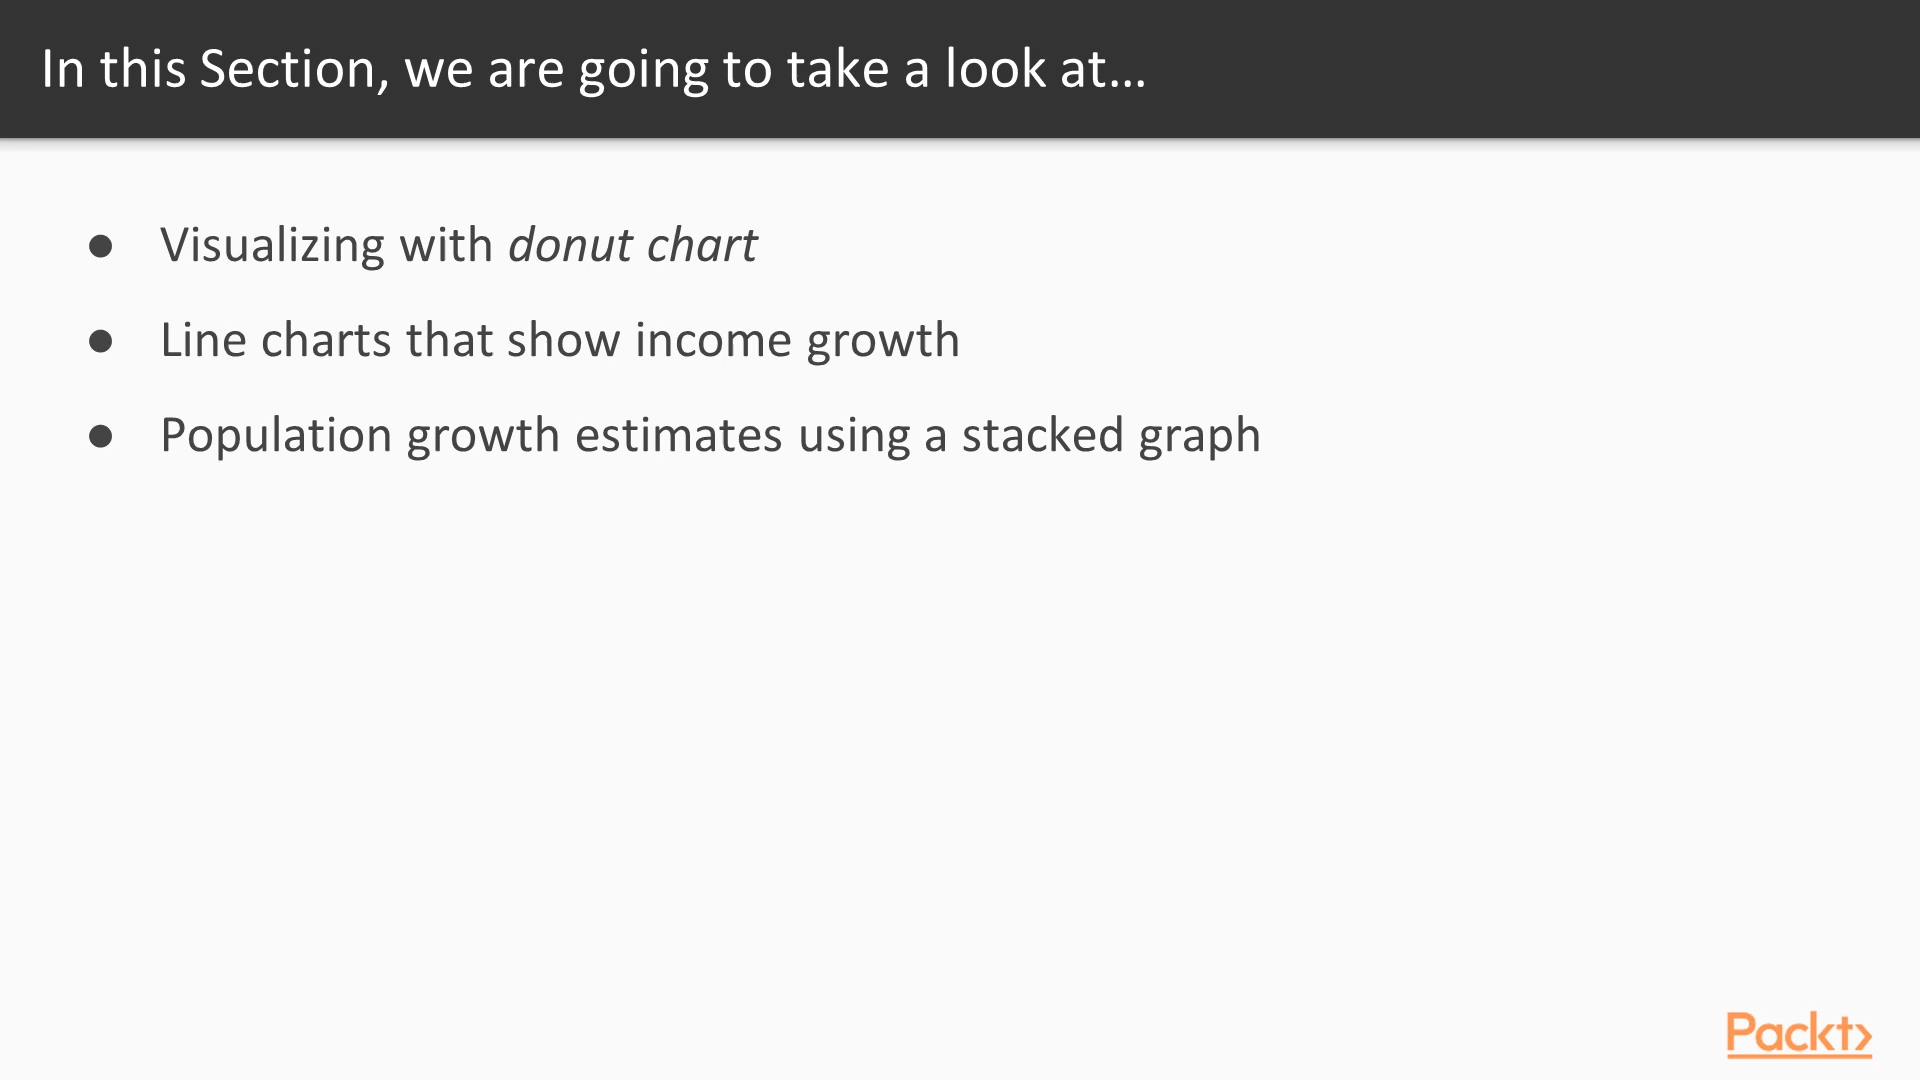 In this Section, we are going to take a look at...
● Visualizing with donut chart
● Line charts that show income growth
● Population growth estimates using a stacked graph
Packt>